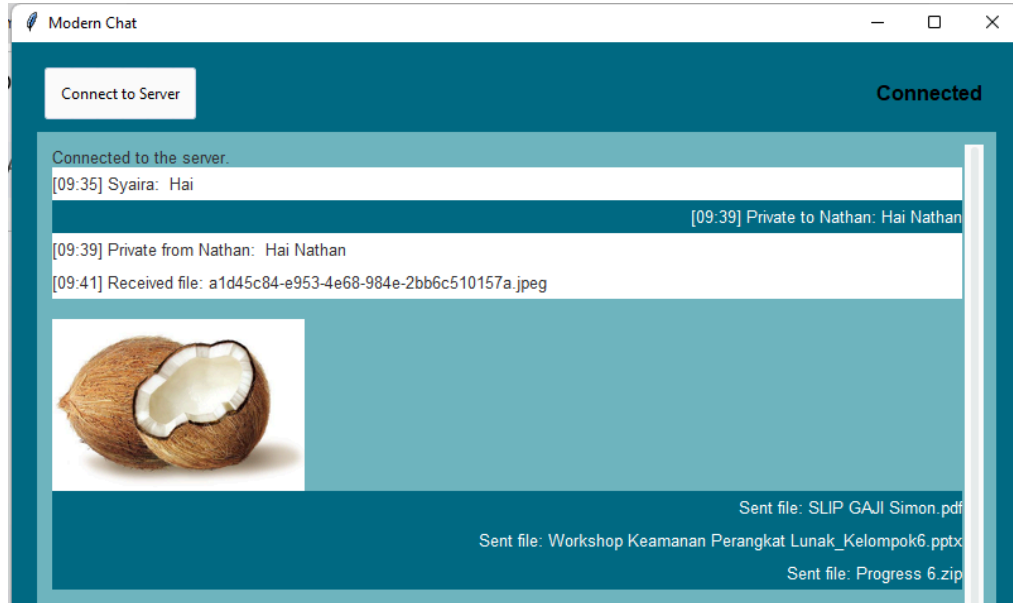 Modern Chat
Connect to Server
Connected
Connected to the server.
[09:35] Syaira:  Hai
[09:39] Private to Nathan: Hai Nathan
[09:39] Private from Nathan:  Hai Nathan
[09:41] Received file: a1d45c84-e953-4e68-984e-2bb6c510157a.jpeg
Sent file: SLIP GAJI Simon.pdf
Sent file: Workshop Keamanan Perangkat Lunak_Kelompok6.pptx
Sent file: Progress 6.zip